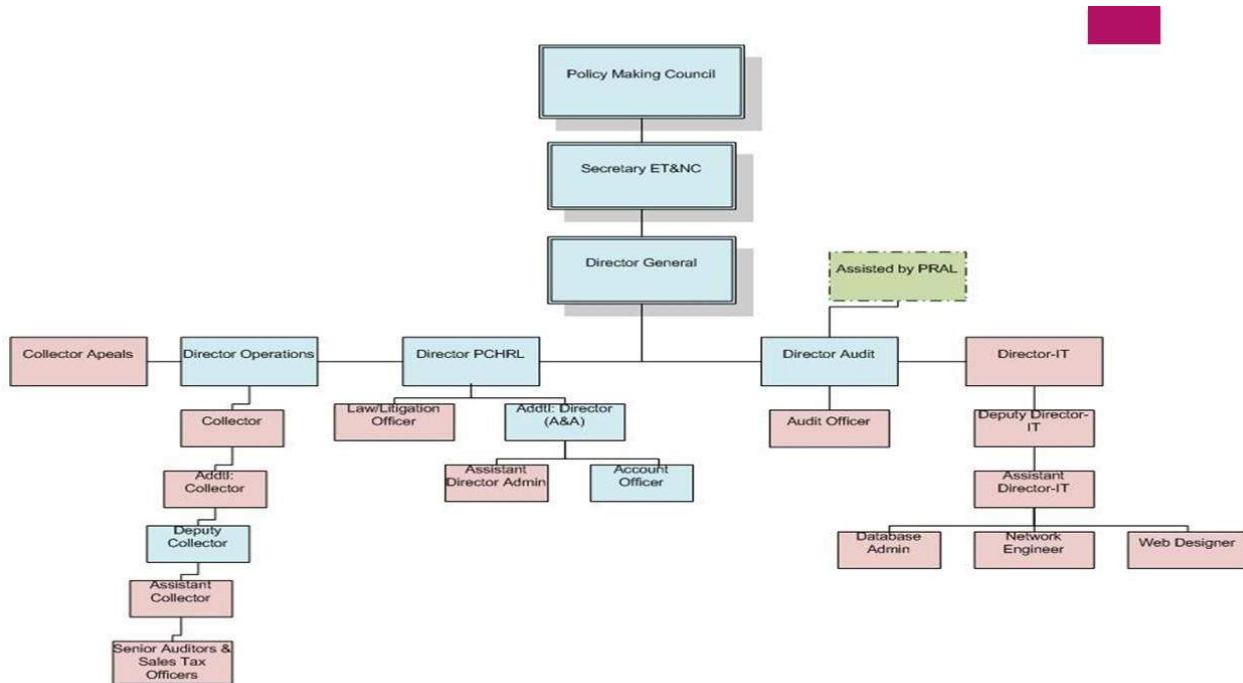 Policy Making Council
Secretary ET&NC
Director General
Assisted by PRAL
Collector Apeals
Director Operations
Director PCHRL
Director Audit
Director-IT
Collector
Law/Litigation
Officer
Addtl: Director
(A&A)
Audit Officer
Deputy Director-
IT
Addtl:
Collector
Assistant
Director Admin
Account
Officer
Assistant
Director-IT
Deputy
Collector
Database
Admin
Network
Engineer
Web Designer
Assistant
Collector
Senior Auditors &
Sales Tax
Officers